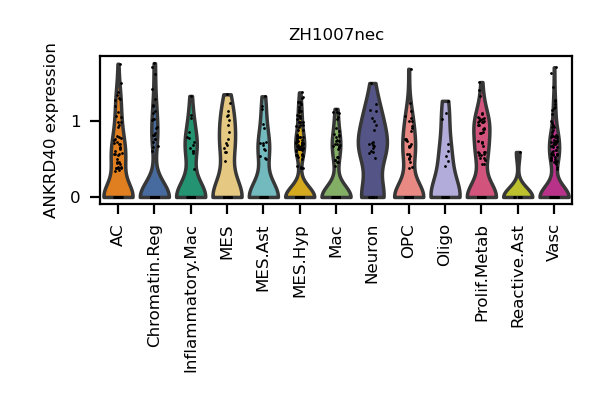 ZH1007nec
ANKRD40 expression
1
0
AC
Chromatin.Reg
Inflammatory.Mac
MES
MES.Ast
MES.Hyp
Mac
Neuron
OPC
Oligo
Prolif.Metab
Reactive.Ast
Vasc